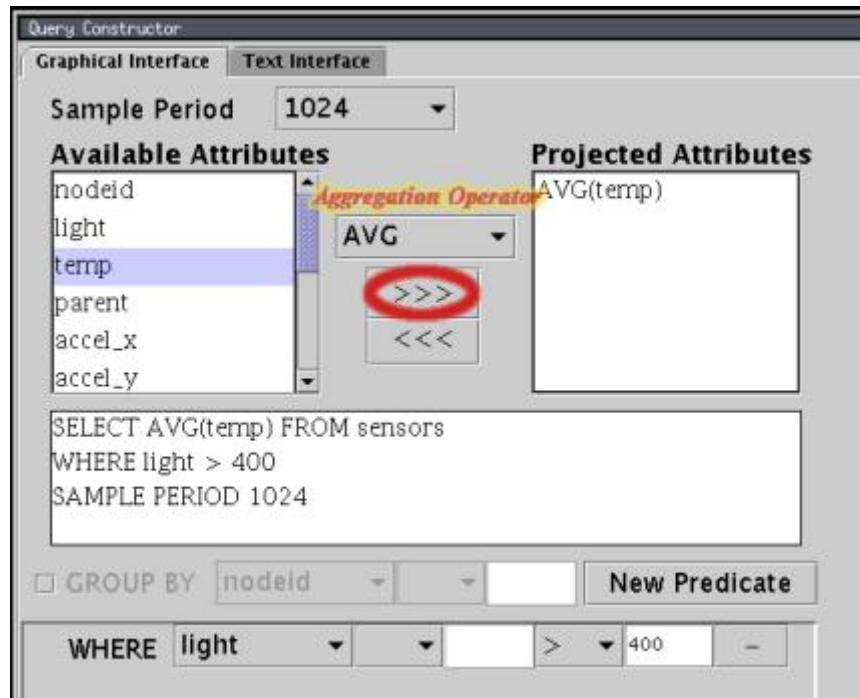 Query Constructor
Graphical Interface Text Interface
Sample Period 1024
Available Attributes
Projected Attributes
nodeid
light
temp
parent
accel_x
accel_y
Aggregation Operator
AVG
>>>
<<<
AVG(temp)
SELECT AVG(temp) FROM sensors
WHERE light > 400
SAMPLE PERIOD 1024
GROUP BY nodeid New Predicate
WHERE light > 400 –